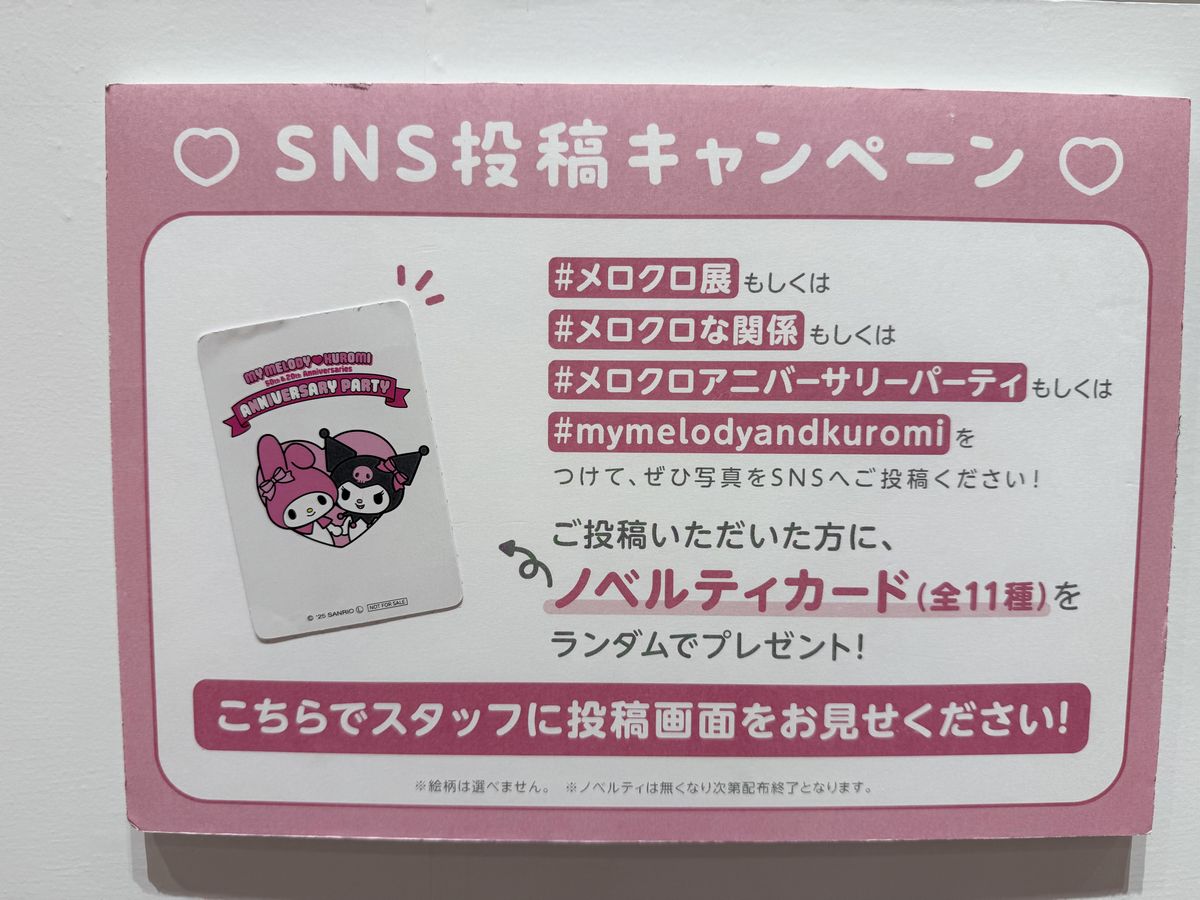 SNS投稿キャンペーン
#メロクロ展 もしくは
#メロクロな関係 もしくは
#メロクロアニバーサリーパーティ もしくは
#mymelodyandkuromi を
つけて、ぜひ写真をSNSへご投稿ください!
ご投稿いただいた方に、
ノベルティカード(全11種)を
ランダムでプレゼント!
MY MELODY♥KUROMI
50th & 20th Anniversaries
ANNIVERSARY PARTY
© '25 SANRIO Ⓛ NOT FOR SALE
こちらでスタッフに投稿画面をお見せください!
※絵柄は選べません。 ※ノベルティは無くなり次第配布終了となります。